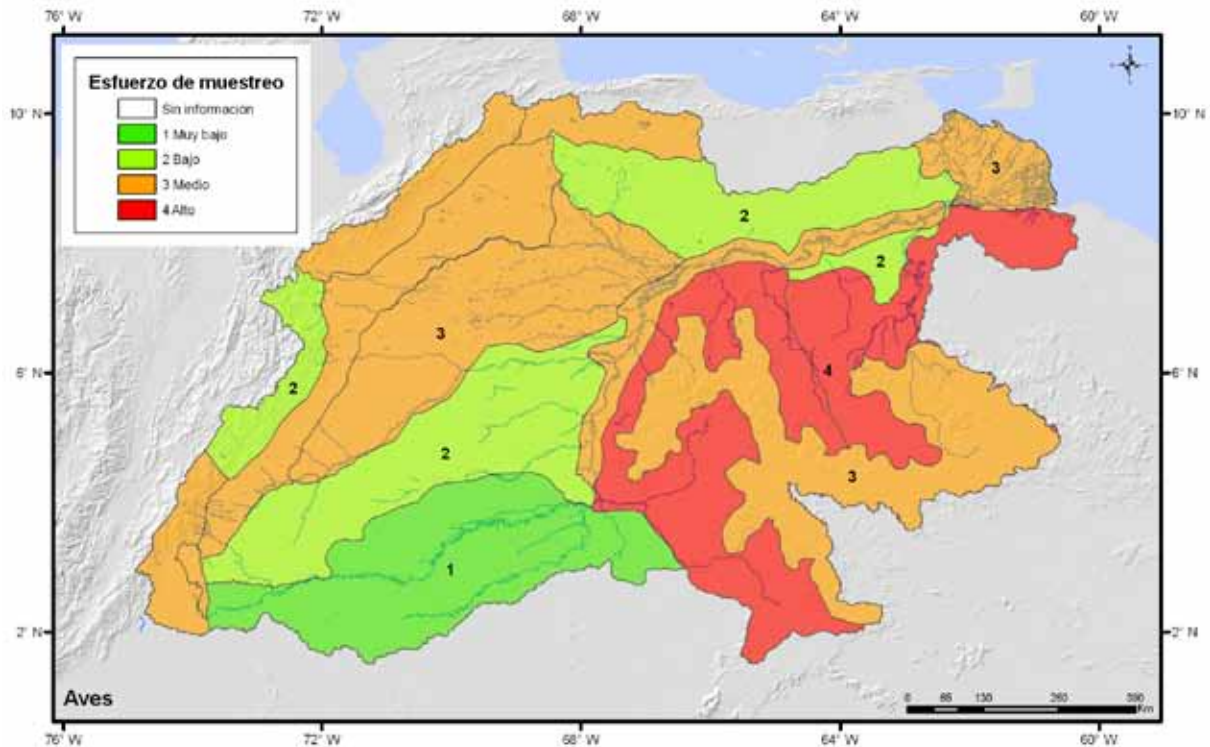 76° W 72° W 68° W 64° W 60° W
Esfuerzo de muestreo
Sin información
1 Muy bajo
2 Bajo
3 Medio
4 Alto
10° N 10° N
3
2
2
3
6° N 6° N
2
4
2
3
1
2° N 2° N
Aves
0 65 130 260 390
Km
76° W 72° W 68° W 64° W 60° W